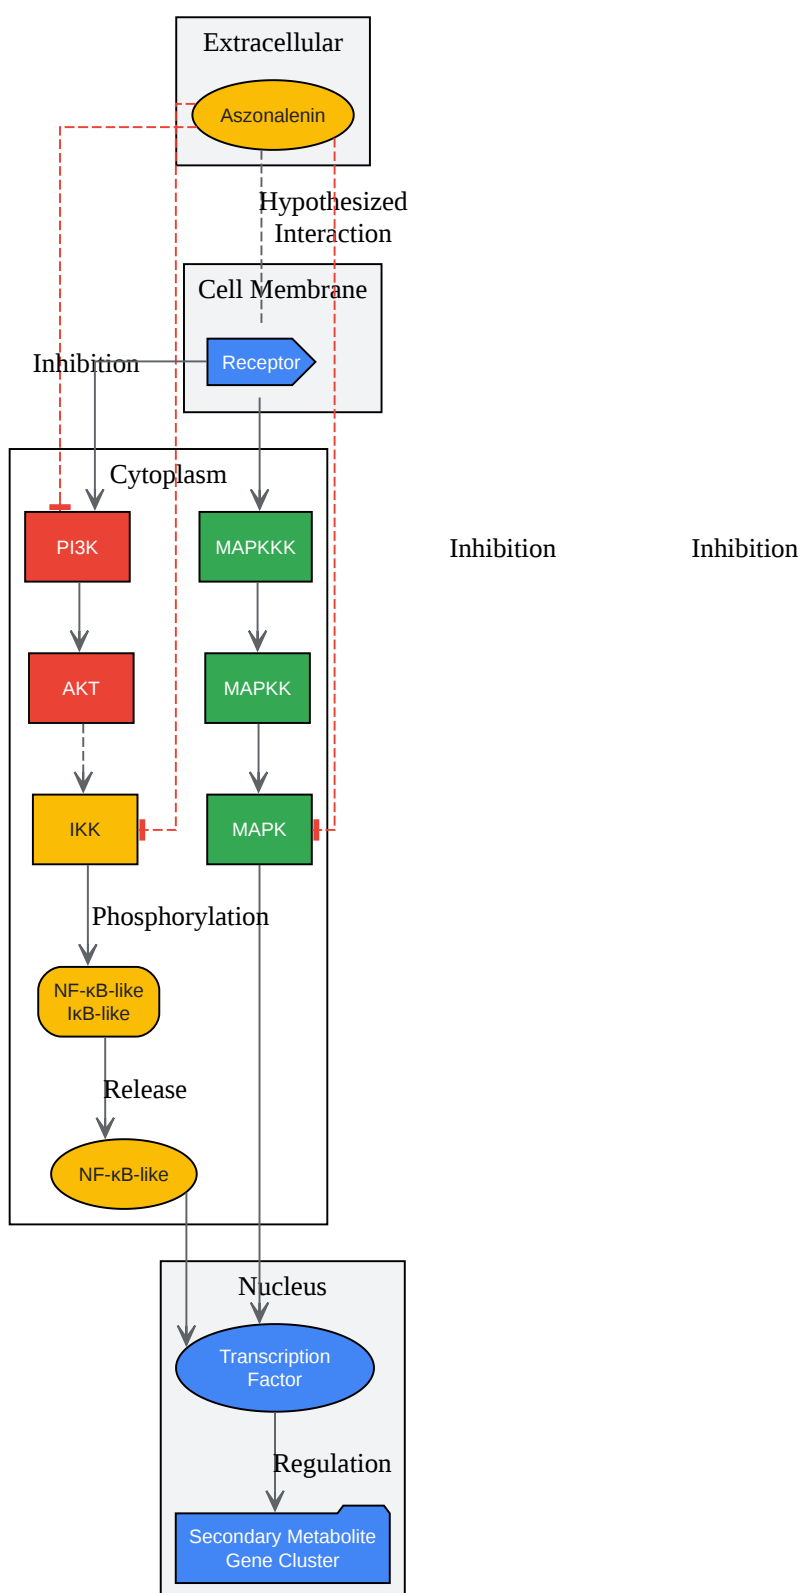 Extracellular
Aszonalenin
Hypothesized
Interaction
Cell Membrane
Inhibition
Receptor
Cytoplasm
PI3K
MAPKKK
Inhibition
Inhibition
AKT
MAPKK
IKK
MAPK
Phosphorylation
NF-κB-like
IκB-like
Release
NF-κB-like
Nucleus
Transcription
Factor
Regulation
Secondary Metabolite
Gene Cluster